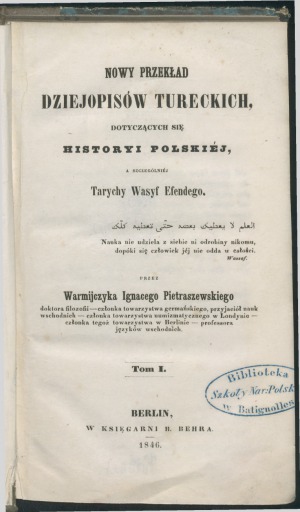 NOWY PRZEKŁAD
DZIEJOPISÓW TURECKICH,
DOTYCZĄCYCH SIĘ
HISTORYI POLSKIÉJ,
A SZCZEGÓLNIÉJ
Tarychy Wasyf Efendego.
العلم لا يعطيك بعضه حتّى تعطيه كلّك
Nauka nie udziela z siebie ni odrobiny nikomu,
dopóki się człowiek jéj nie odda w całości.
Wassaf.
PRZEZ
Warmijczyka Ignacego Pietraszewskiego
doktora filozofii — członka towarzystwa germańskiego, przyjaciół nauk
wschodnich — członka towarzystwa numizmatycznego w Londynie —
członka tegoż towarzystwa w Berlinie — professora
języków wschodnich.
Tom I.
Biblioteka
Szkoły Nar: Polsk
w Batignolles
BERLIN,
W KSIĘGARNI B. BEHRA.
1846.